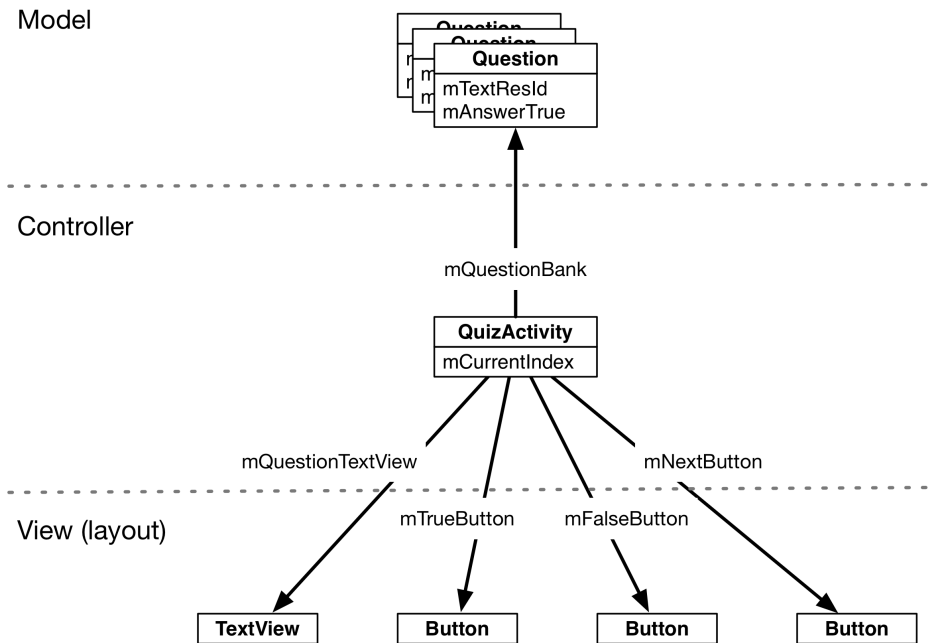 Model
Question
Question
Question
m
m
mTextResId
mAnswerTrue
Controller
mQuestionBank
QuizActivity
mCurrentIndex
mQuestionTextView
mNextButton
View (layout)
mTrueButton
mFalseButton
TextView
Button
Button
Button